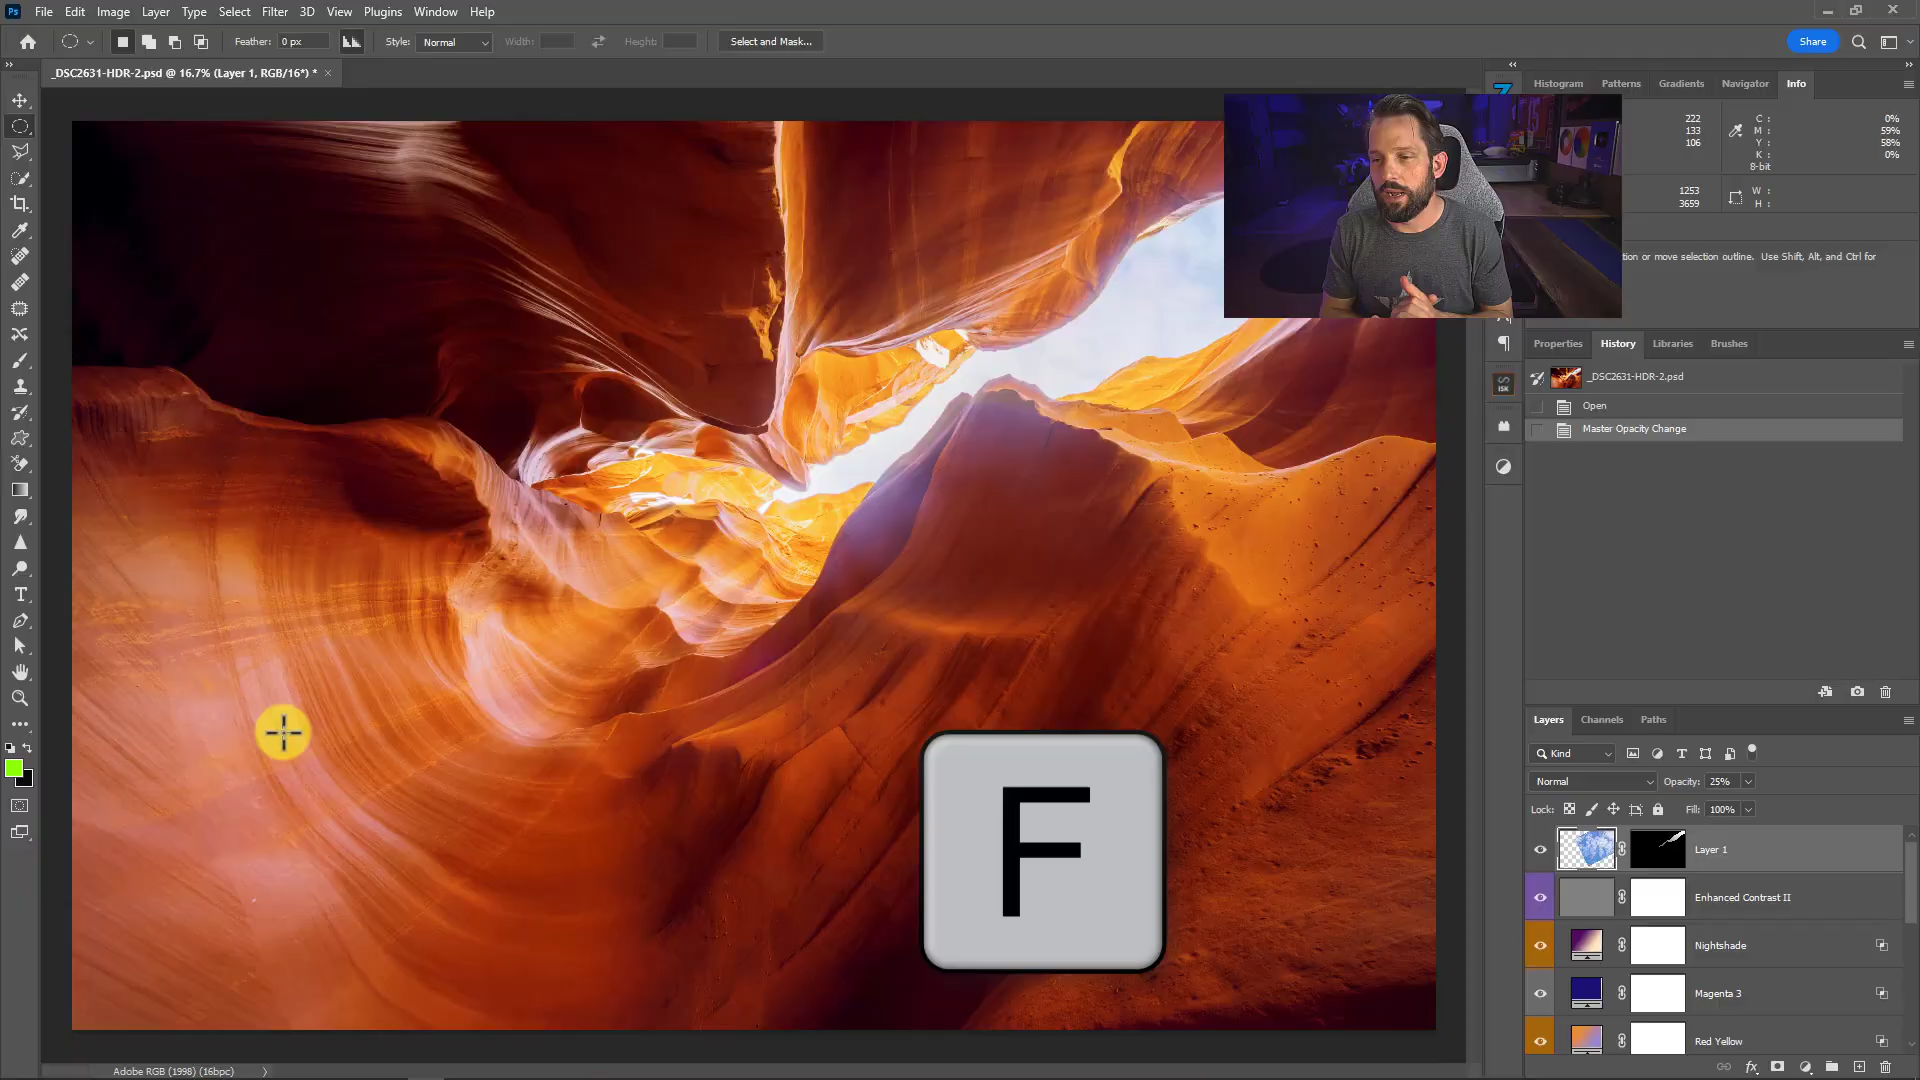 Ps File Edit Image Layer Type Select Filter 3D View Plugins Window Help
Feather: 0 px Style: Normal Width: Height: Select and Mask... Share
_DSC2631-HDR-2.psd @ 16.7% (Layer 1, RGB/16*) * ×
Histogram Patterns Gradients Navigator Info
222 C : 0%
133 M : 59%
106 Y : 58%
K : 0%
8-bit
1253 W :
3659 H :
tion or move selection outline. Use Shift, Alt, and Ctrl for
Properties History Libraries Brushes
_DSC2631-HDR-2.psd
Open
Master Opacity Change
F
Layers Channels Paths
Kind
Normal Opacity: 25%
Lock: Fill: 100%
Layer 1
Enhanced Contrast II
Nightshade
Magenta 3
Red Yellow
Adobe RGB (1998) (16bpc)